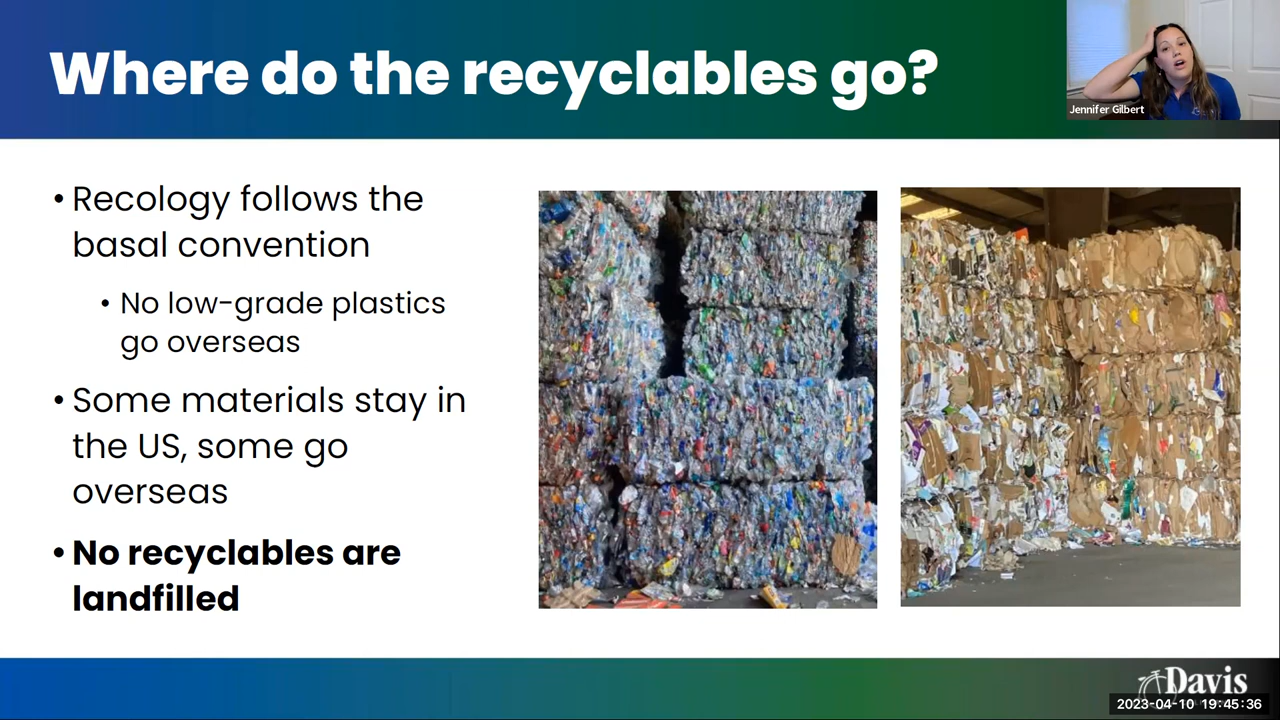 Where do the recyclables go?
Jennifer Gilbert
• Recology follows the
basal convention
• No low-grade plastics
go overseas
• Some materials stay in
the US, some go
overseas
• No recyclables are
landfilled
Davis
2023-04-10 19:45:36